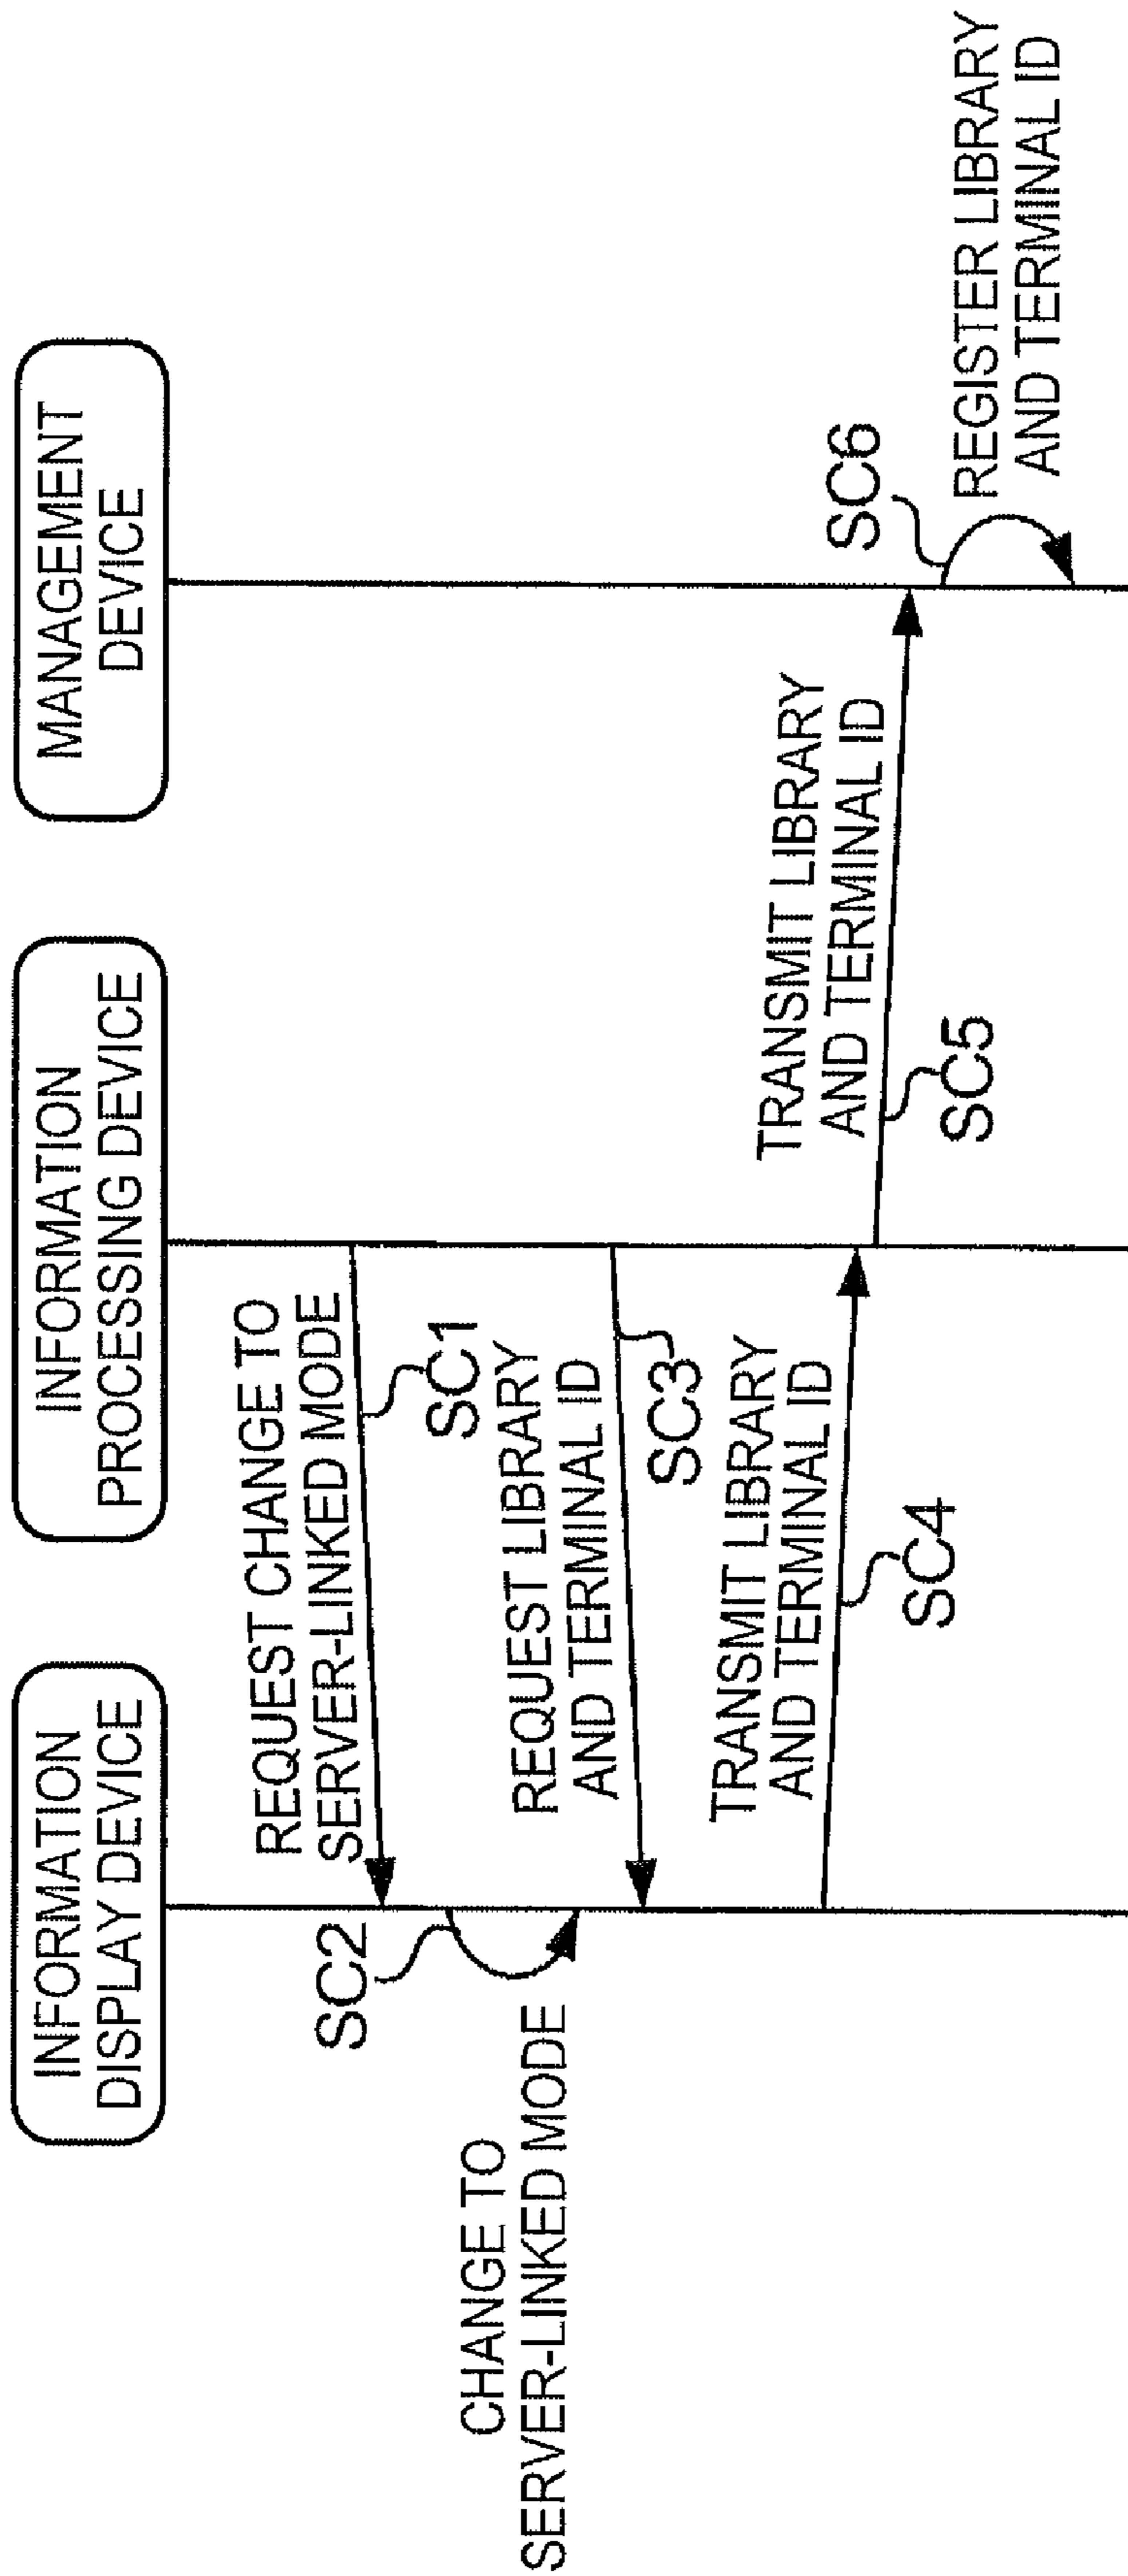 INFORMATION
DISPLAY DEVICE
INFORMATION
PROCESSING DEVICE
MANAGEMENT
DEVICE
REQUEST CHANGE TO
SERVER-LINKED MODE
SC1
SC2
CHANGE TO
SERVER-LINKED MODE
REQUEST LIBRARY
AND TERMINAL ID
SC3
TRANSMIT LIBRARY
AND TERMINAL ID
SC4
TRANSMIT LIBRARY
AND TERMINAL ID
SC5
SC6
REGISTER LIBRARY
AND TERMINAL ID